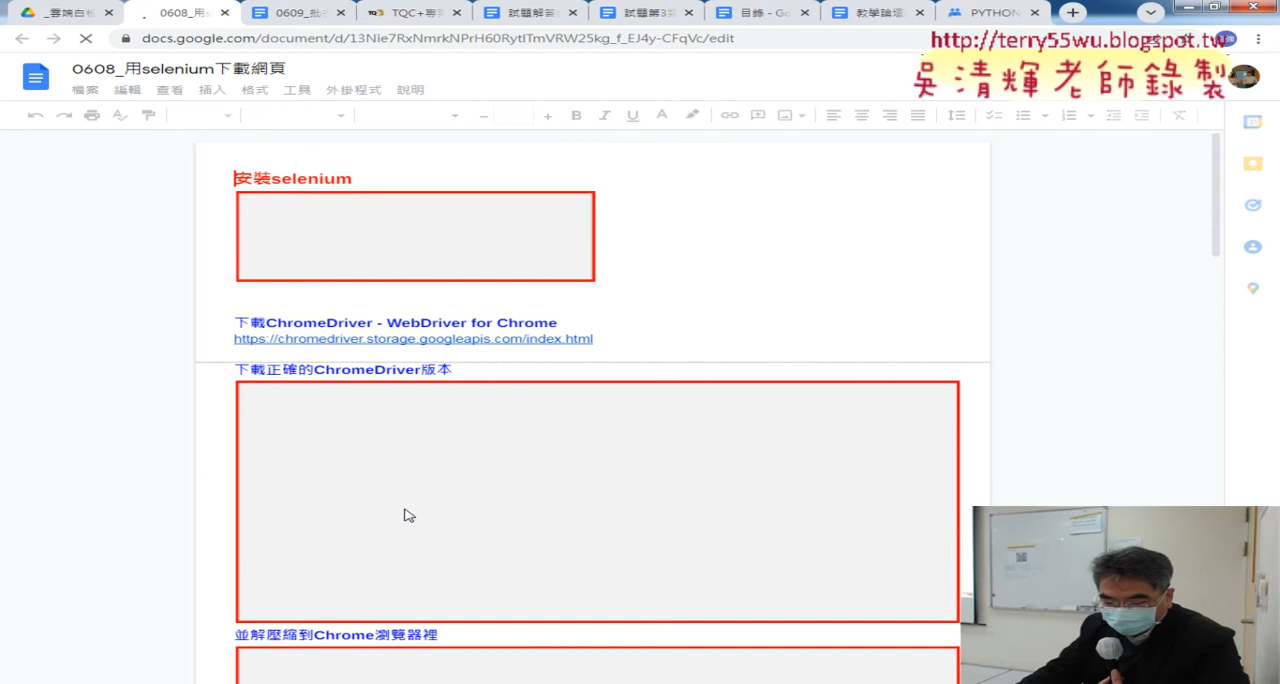 _雲端白板
0608_用s
0609_批
TQC+專
試題解答
試題第3
目錄 - Go
教學論壇
PYTHON
docs.google.com/document/d/13Nie7RxNmrkNPrH60RytITmVRW25kg_f_EJ4y-CFqVc/edit
http://terry55wu.blogspot.tw
吳清輝老師錄製
0608_用selenium下載網頁
檔案 編輯 查看 插入 格式 工具 外掛程式 說明
安裝selenium
下載ChromeDriver - WebDriver for Chrome
https://chromedriver.storage.googleapis.com/index.html
下載正確的ChromeDriver版本
並解壓縮到Chrome瀏覽器裡